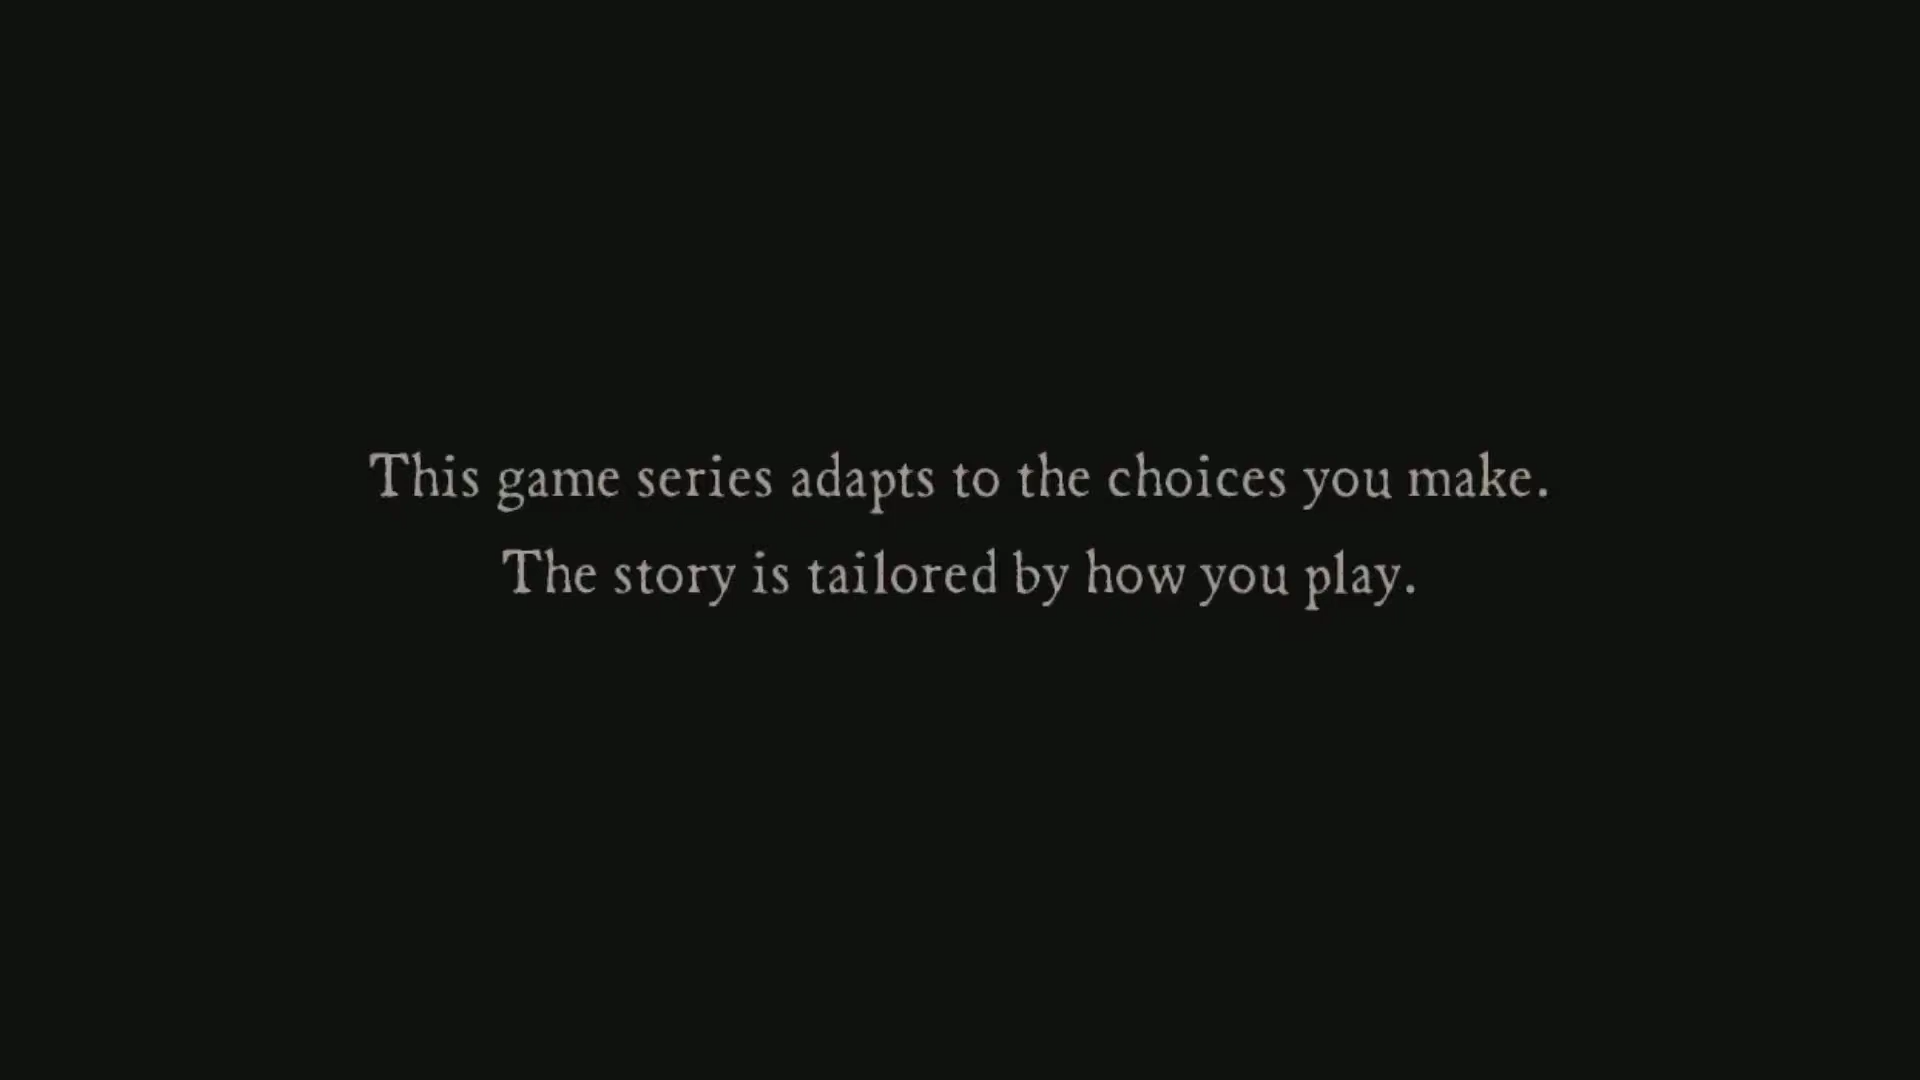 This game series adapts to the choices you make.
The story is tailored by how you play.